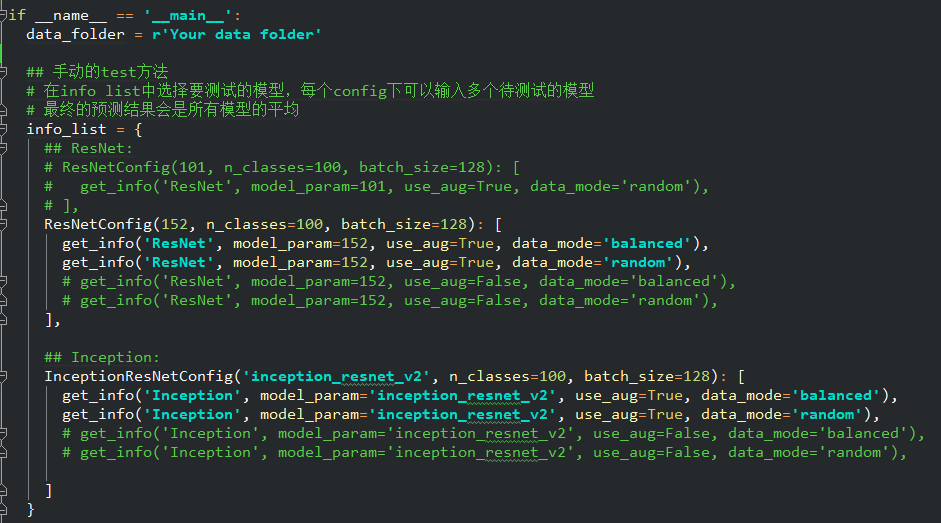 if __name__ == '__main__':
  data_folder = r'Your data folder'

  ## 手动的test方法
  # 在info list中选择要测试的模型，每个config下可以输入多个待测试的模型
  # 最终的预测结果会是所有模型的平均
  info_list = {
    ## ResNet:
    # ResNetConfig(101, n_classes=100, batch_size=128): [
    #   get_info('ResNet', model_param=101, use_aug=True, data_mode='random'),
    # ],
    ResNetConfig(152, n_classes=100, batch_size=128): [
      get_info('ResNet', model_param=152, use_aug=True, data_mode='balanced'),
      get_info('ResNet', model_param=152, use_aug=True, data_mode='random'),
      # get_info('ResNet', model_param=152, use_aug=False, data_mode='balanced'),
      # get_info('ResNet', model_param=152, use_aug=False, data_mode='random'),
    ],

    ## Inception:
    InceptionResNetConfig('inception_resnet_v2', n_classes=100, batch_size=128): [
      get_info('Inception', model_param='inception_resnet_v2', use_aug=True, data_mode='balanced'),
      get_info('Inception', model_param='inception_resnet_v2', use_aug=True, data_mode='random'),
      # get_info('Inception', model_param='inception_resnet_v2', use_aug=False, data_mode='balanced'),
      # get_info('Inception', model_param='inception_resnet_v2', use_aug=False, data_mode='random'),

    ]
  }